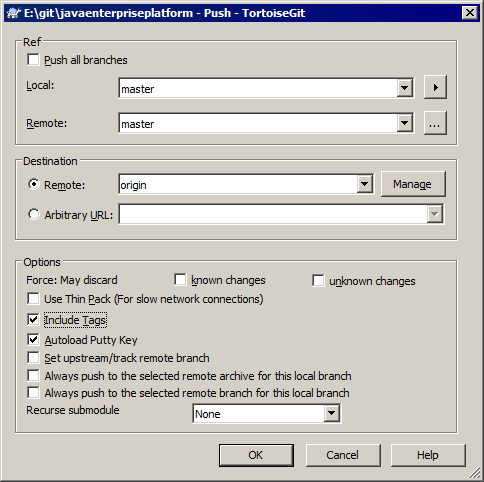 E:\git\javaenterpriseplatform - Push - TortoiseGit
Ref
Push all branches
Local: master
Remote: master ...
Destination
Remote: origin Manage
Arbitrary URL:
Options
Force: May discard known changes unknown changes
Use Thin Pack (For slow network connections)
Include Tags
Autoload Putty Key
Set upstream/track remote branch
Always push to the selected remote archive for this local branch
Always push to the selected remote branch for this local branch
Recurse submodule None
OK Cancel Help